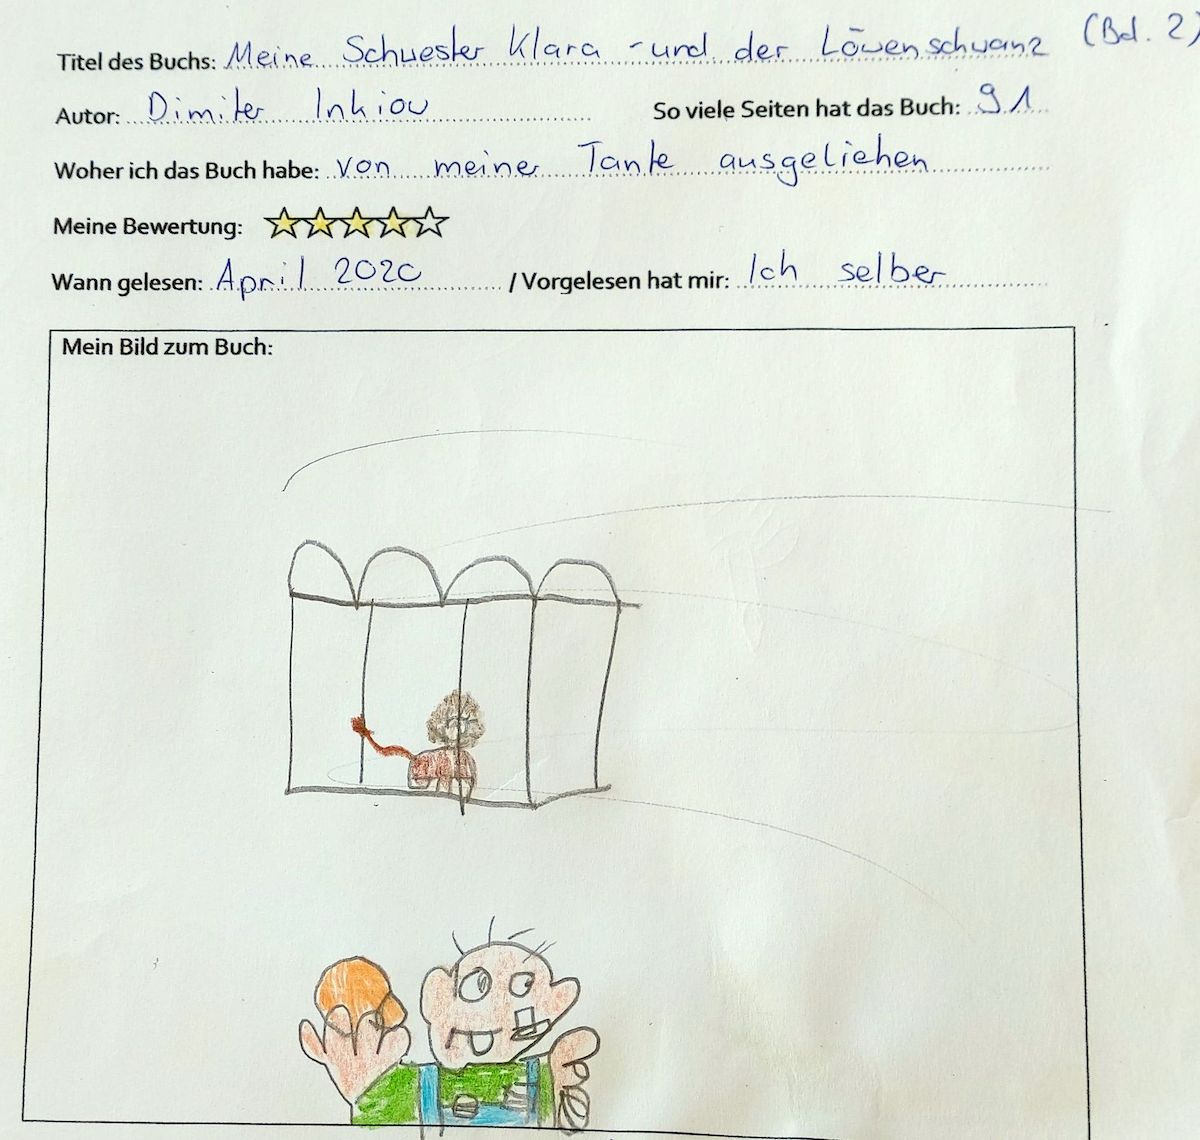 Titel des Buchs: Meine Schwester Klara - und der Löwenschwanz (Bd. 2)
Autor: Dimiter Inkiov So viele Seiten hat das Buch: 91
Woher ich das Buch habe: von meiner Tante ausgeliehen
Meine Bewertung:
Wann gelesen: April 2020 / Vorgelesen hat mir: Ich selber
Mein Bild zum Buch: